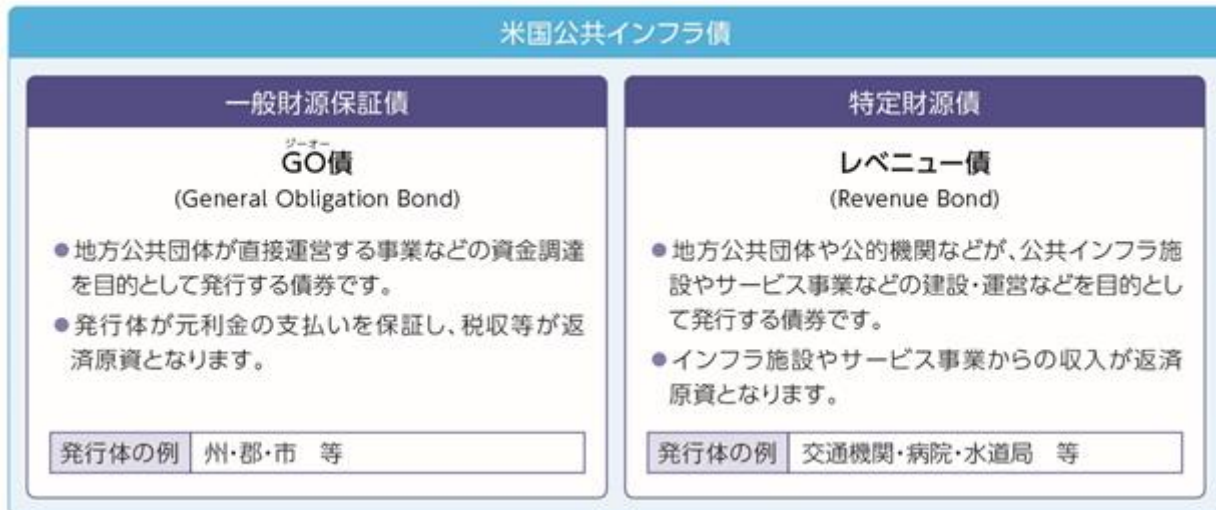 米国公共インフラ債
一般財源保証債
ジーオー
GO債
(General Obligation Bond)
●地方公共団体が直接運営する事業などの資金調達
を目的として発行する債券です。
●発行体が元利金の支払いを保証し、税収等が返
済原資となります。
発行体の例 州・郡・市 等
特定財源債
レベニュー債
(Revenue Bond)
●地方公共団体や公的機関などが、公共インフラ施
設やサービス事業などの建設・運営などを目的とし
て発行する債券です。
●インフラ施設やサービス事業からの収入が返済
原資となります。
発行体の例 交通機関・病院・水道局 等